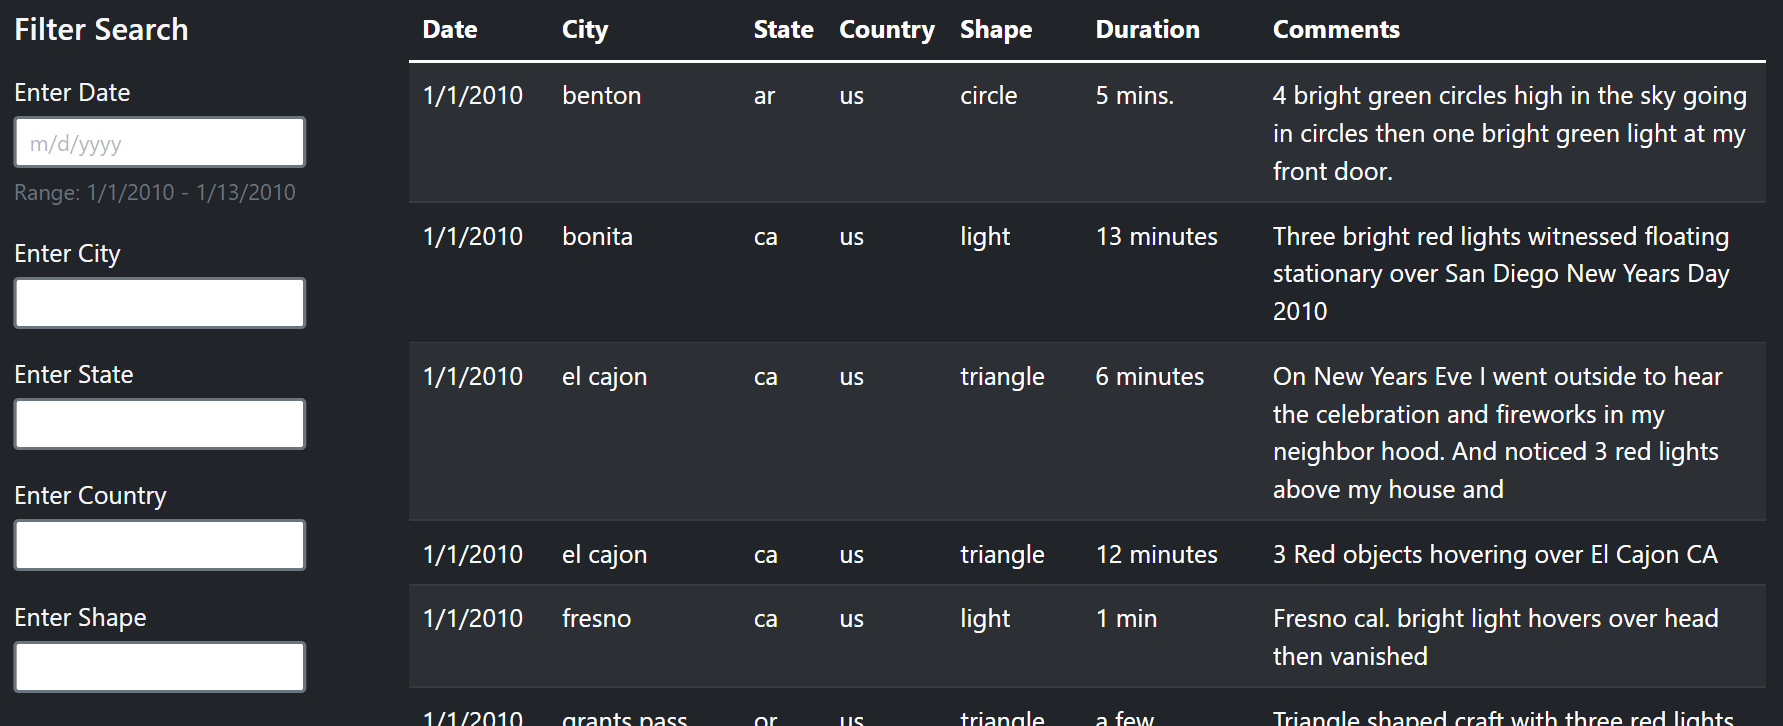 Filter Search
Enter Date
m/d/yyyy
Range: 1/1/2010 - 1/13/2010
Enter City
Enter State
Enter Country
Enter Shape
Date City State Country Shape Duration Comments
1/1/2010 benton ar us circle 5 mins. 4 bright green circles high in the sky going
in circles then one bright green light at my
front door.
1/1/2010 bonita ca us light 13 minutes Three bright red lights witnessed floating
stationary over San Diego New Years Day
2010
1/1/2010 el cajon ca us triangle 6 minutes On New Years Eve I went outside to hear
the celebration and fireworks in my
neighbor hood. And noticed 3 red lights
above my house and
1/1/2010 el cajon ca us triangle 12 minutes 3 Red objects hovering over El Cajon CA
1/1/2010 fresno ca us light 1 min Fresno cal. bright light hovers over head
then vanished
1/1/2010 grants pass or us triangle a few Triangle shaped craft with three red lights